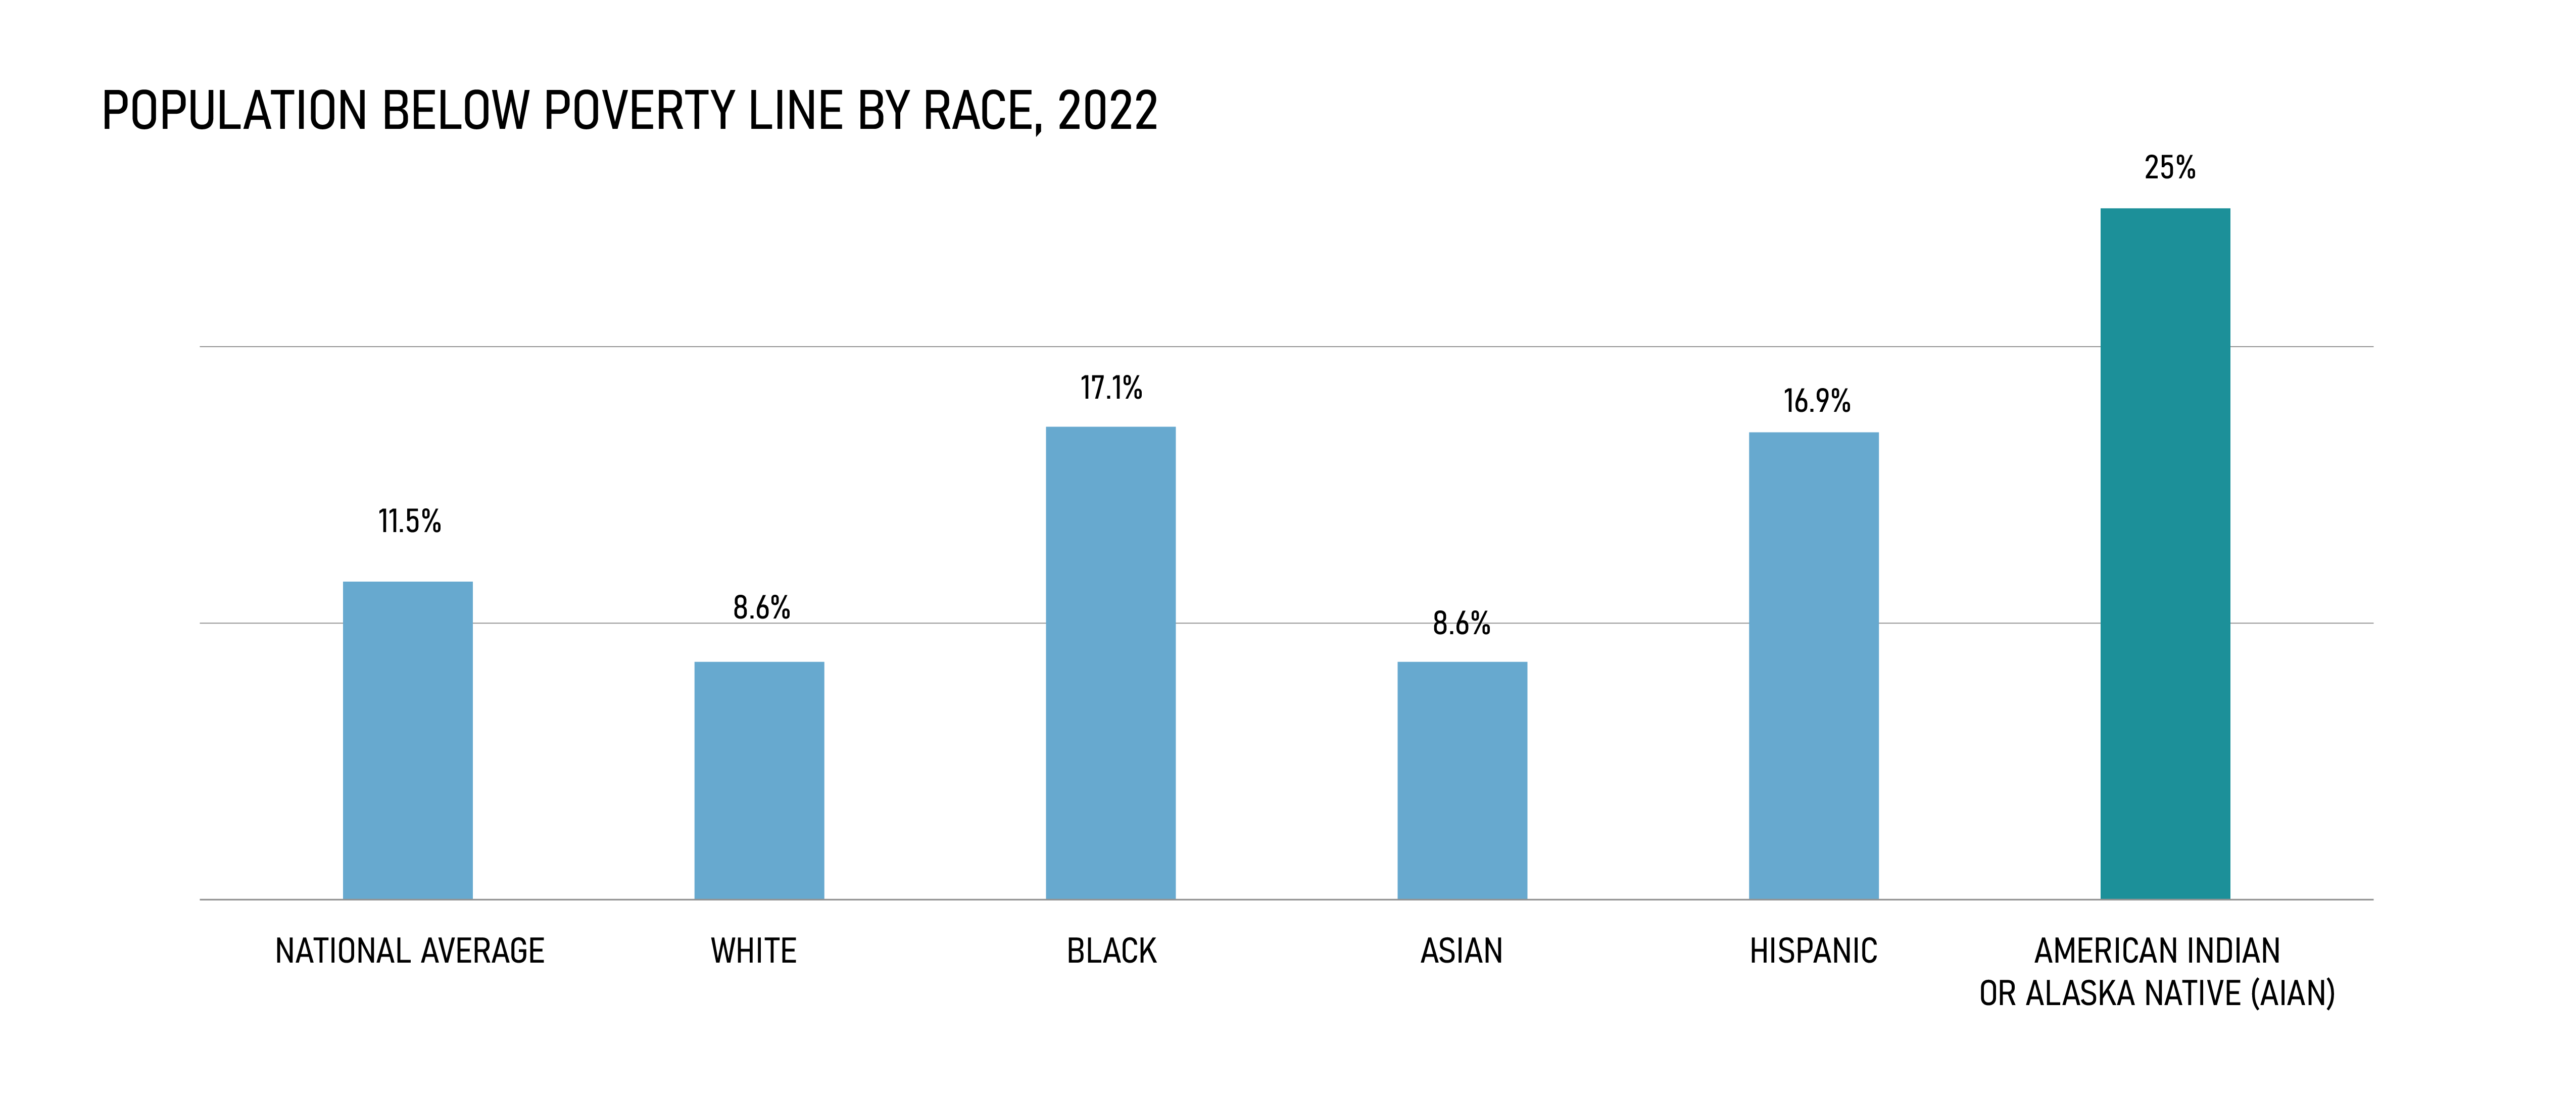 POPULATION BELOW POVERTY LINE BY RACE, 2022
25%
17.1%
16.9%
11.5%
8.6%
8.6%
NATIONAL AVERAGE
WHITE
BLACK
ASIAN
HISPANIC
AMERICAN INDIAN
OR ALASKA NATIVE (AIAN)